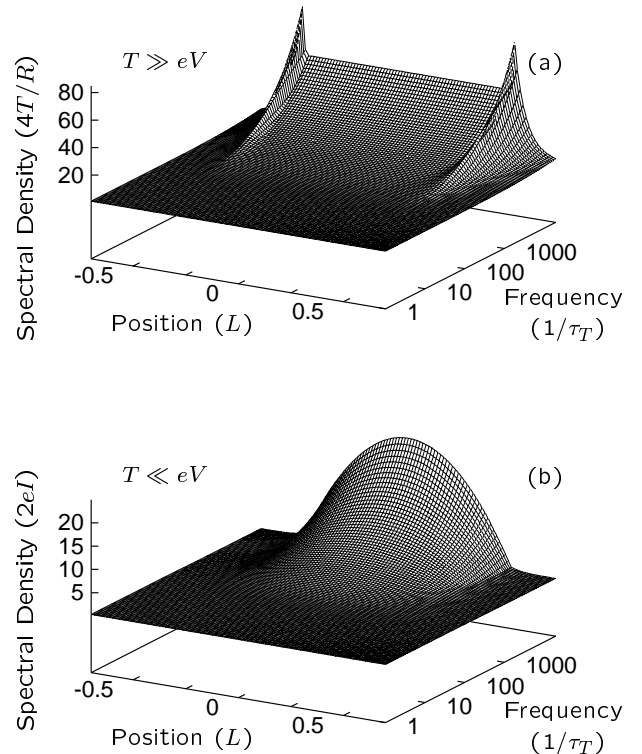 T ≫ eV
(a)
Spectral Density (4T/R)
80
60
40
20
-0.5
0
0.5
Position (L)
1
10
100
1000
Frequency
(1/τ_T)
T ≪ eV
(b)
Spectral Density (2eI)
20
15
10
5
-0.5
0
0.5
Position (L)
1
10
100
1000
Frequency
(1/τ_T)